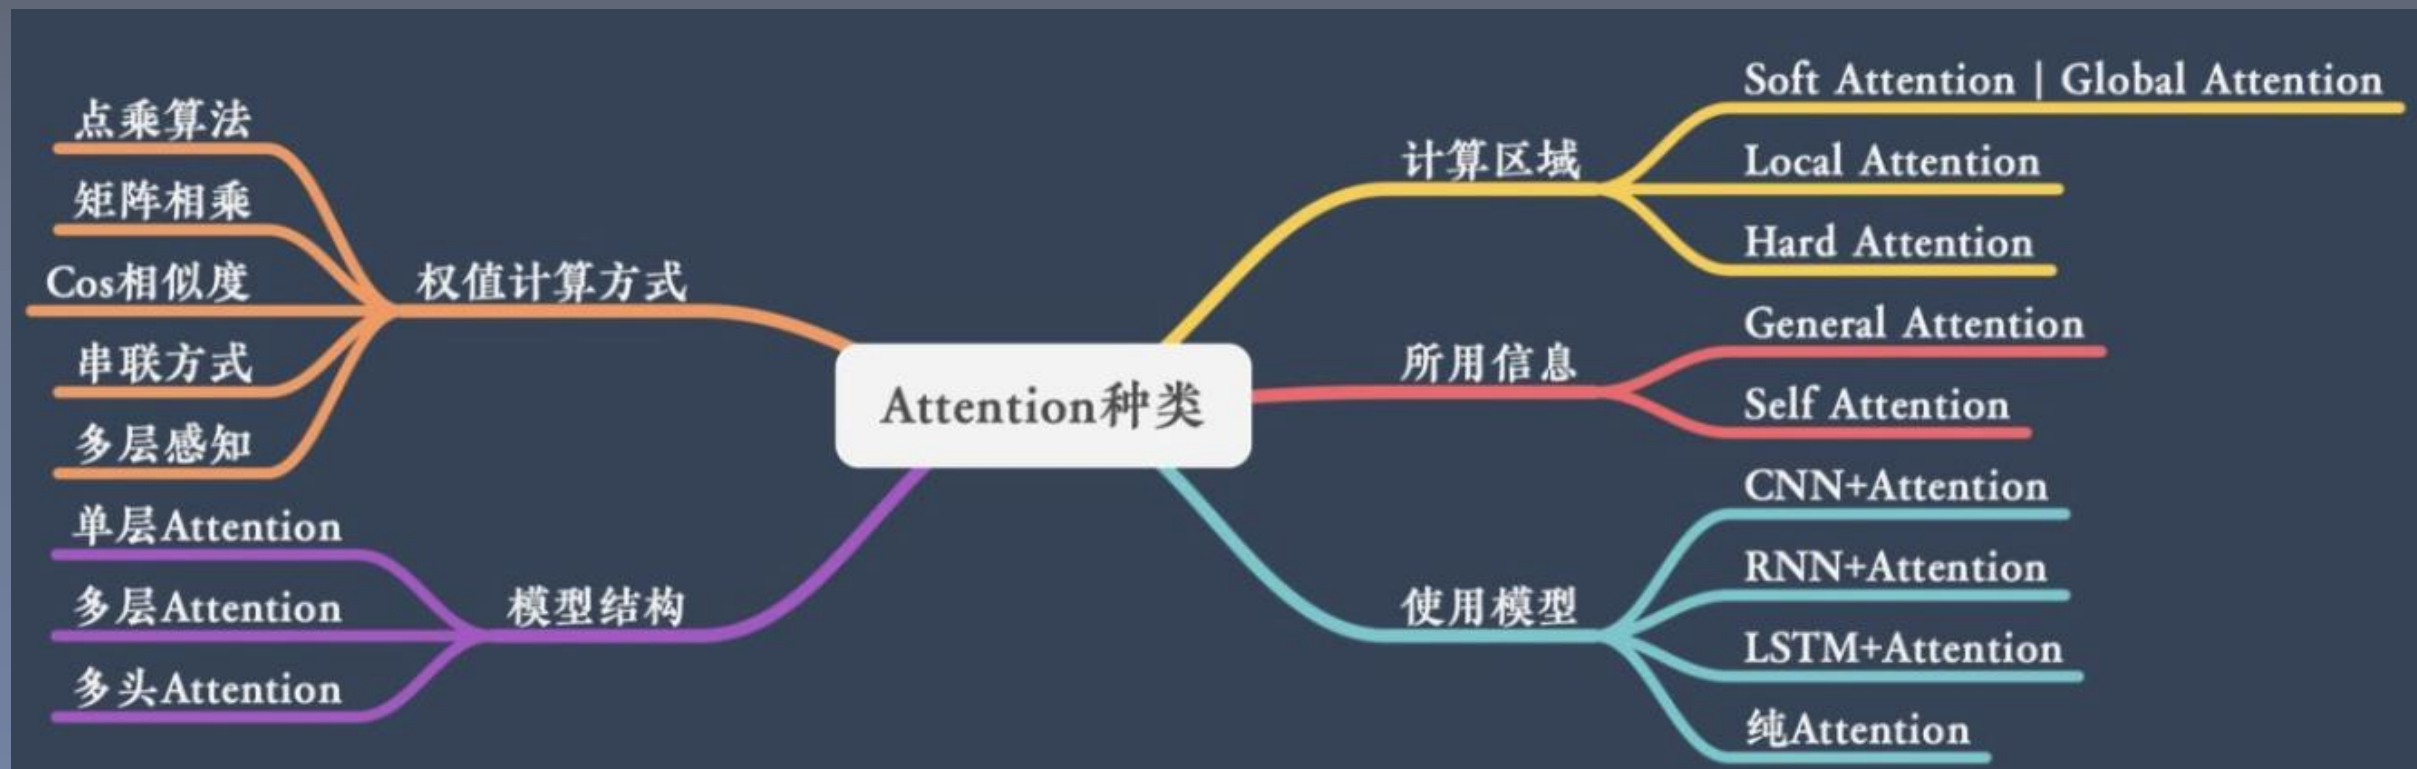 Attention种类
计算区域
Soft Attention | Global Attention
Local Attention
Hard Attention
所用信息
General Attention
Self Attention
使用模型
CNN+Attention
RNN+Attention
LSTM+Attention
纯Attention
权值计算方式
点乘算法
矩阵相乘
Cos相似度
串联方式
多层感知
模型结构
单层Attention
多层Attention
多头Attention